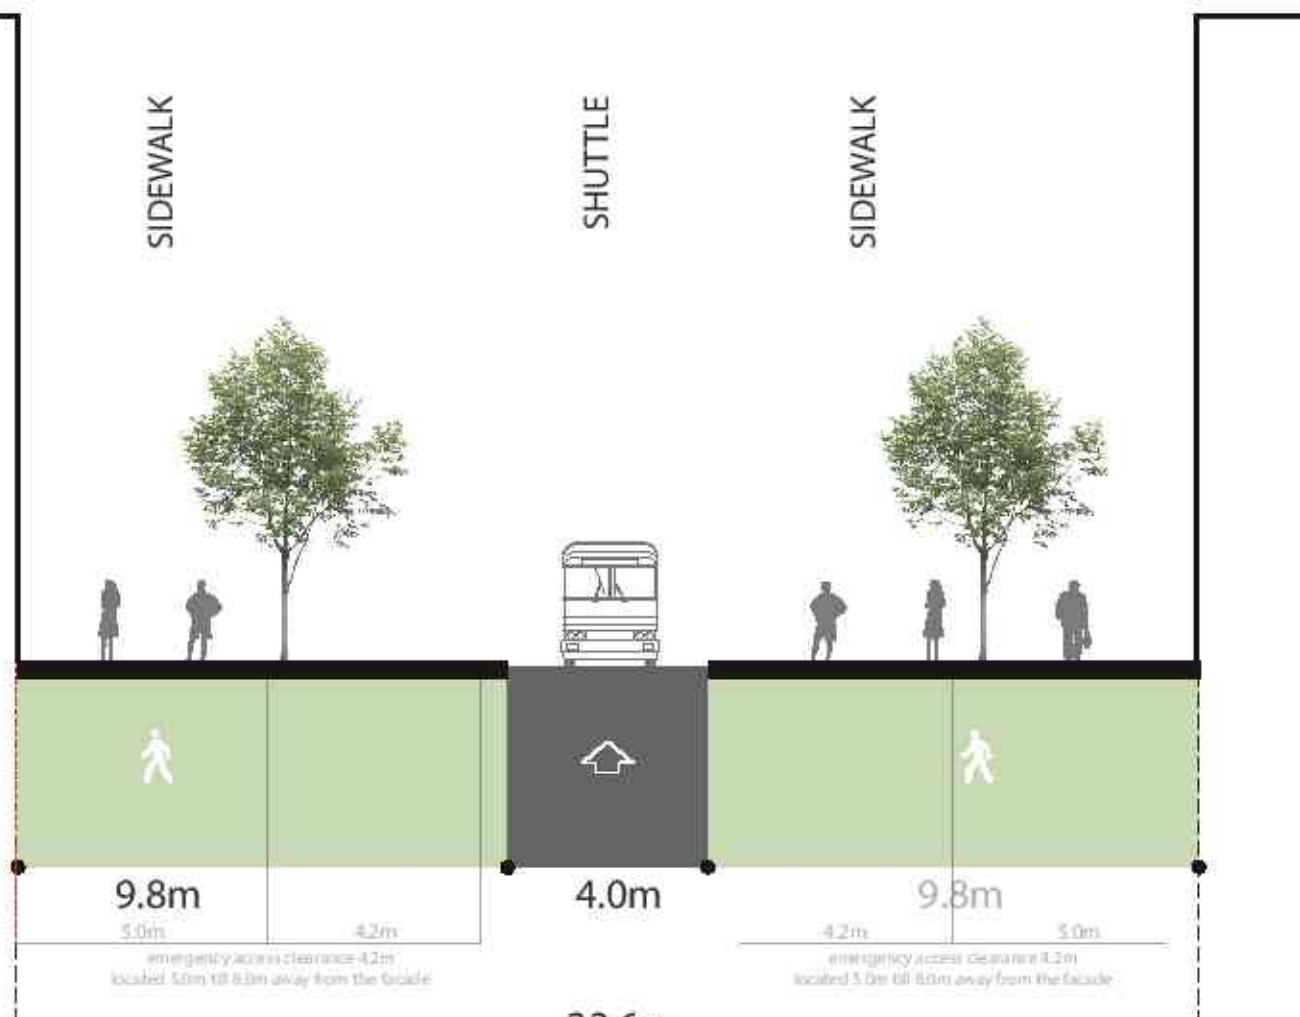 SIDEWALK
SHUTTLE
SIDEWALK
9.8m
4.0m
9.8m
5.0m
4.2m
4.2m
5.0m
emergency access clearance 4.2m
located 5.0m till 8.0m away from the facade
emergency access clearance 4.2m
located 5.0m till 8.0m away from the facade